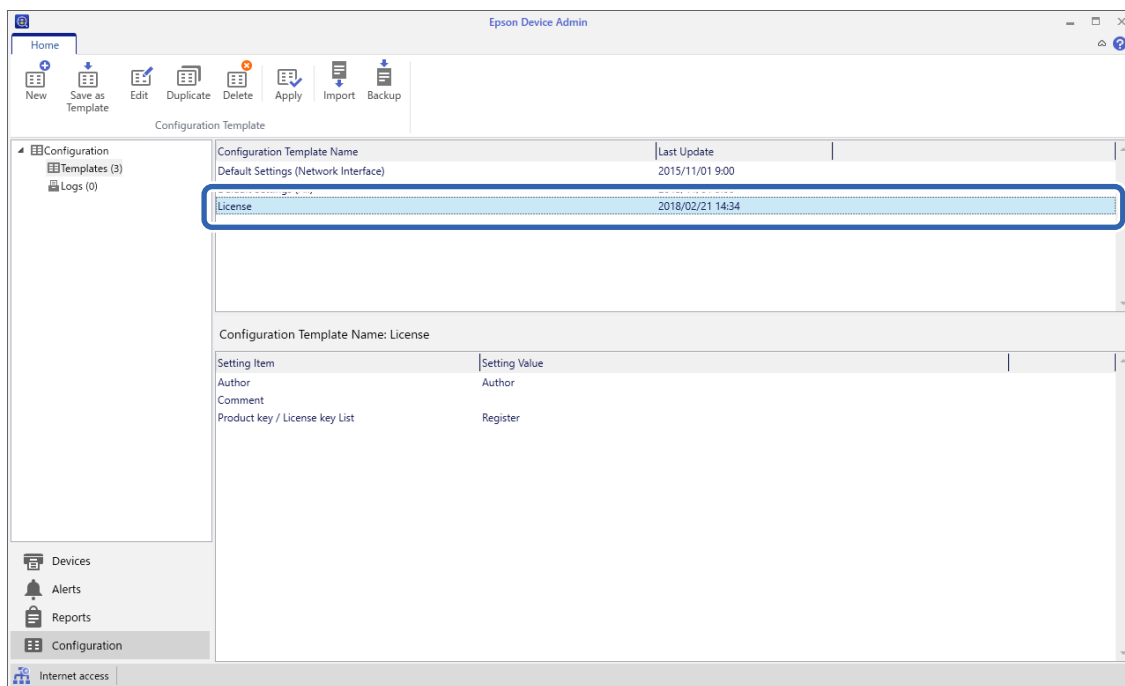 Epson Device Admin
Home
New
Save as
Template
Edit
Duplicate
Delete
Apply
Import
Backup
Configuration Template
Configuration
Templates (3)
Logs (0)
Configuration Template Name Last Update
Default Settings (Network Interface) 2015/11/01 9:00
License 2018/02/21 14:34
Configuration Template Name: License
Setting Item Setting Value
Author Author
Comment
Product key / License key List Register
Devices
Alerts
Reports
Configuration
Internet access